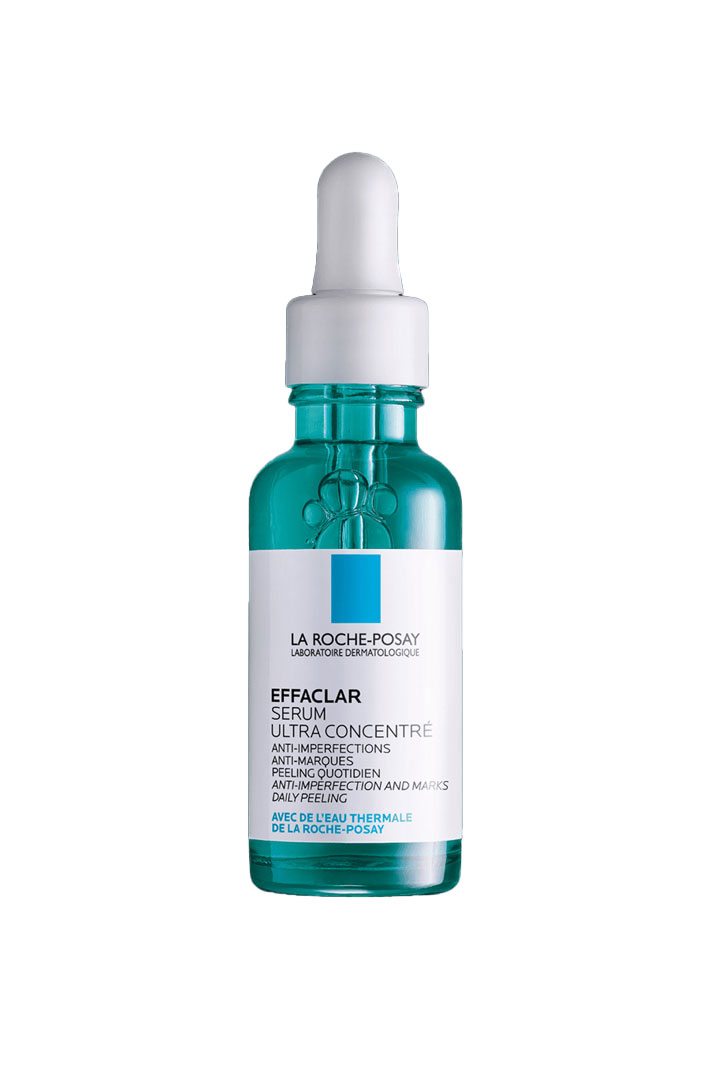 LA ROCHE-POSAY
LABORATOIRE DERMATOLOGIQUE
EFFACLAR
SERUM
ULTRA CONCENTRÉ
ANTI-IMPERFECTIONS
ANTI-MARQUES
PEELING QUOTIDIEN
ANTI-IMPERFECTION AND MARKS
DAILY PEELING
AVEC DE L'EAU THERMALE
DE LA ROCHE-POSAY